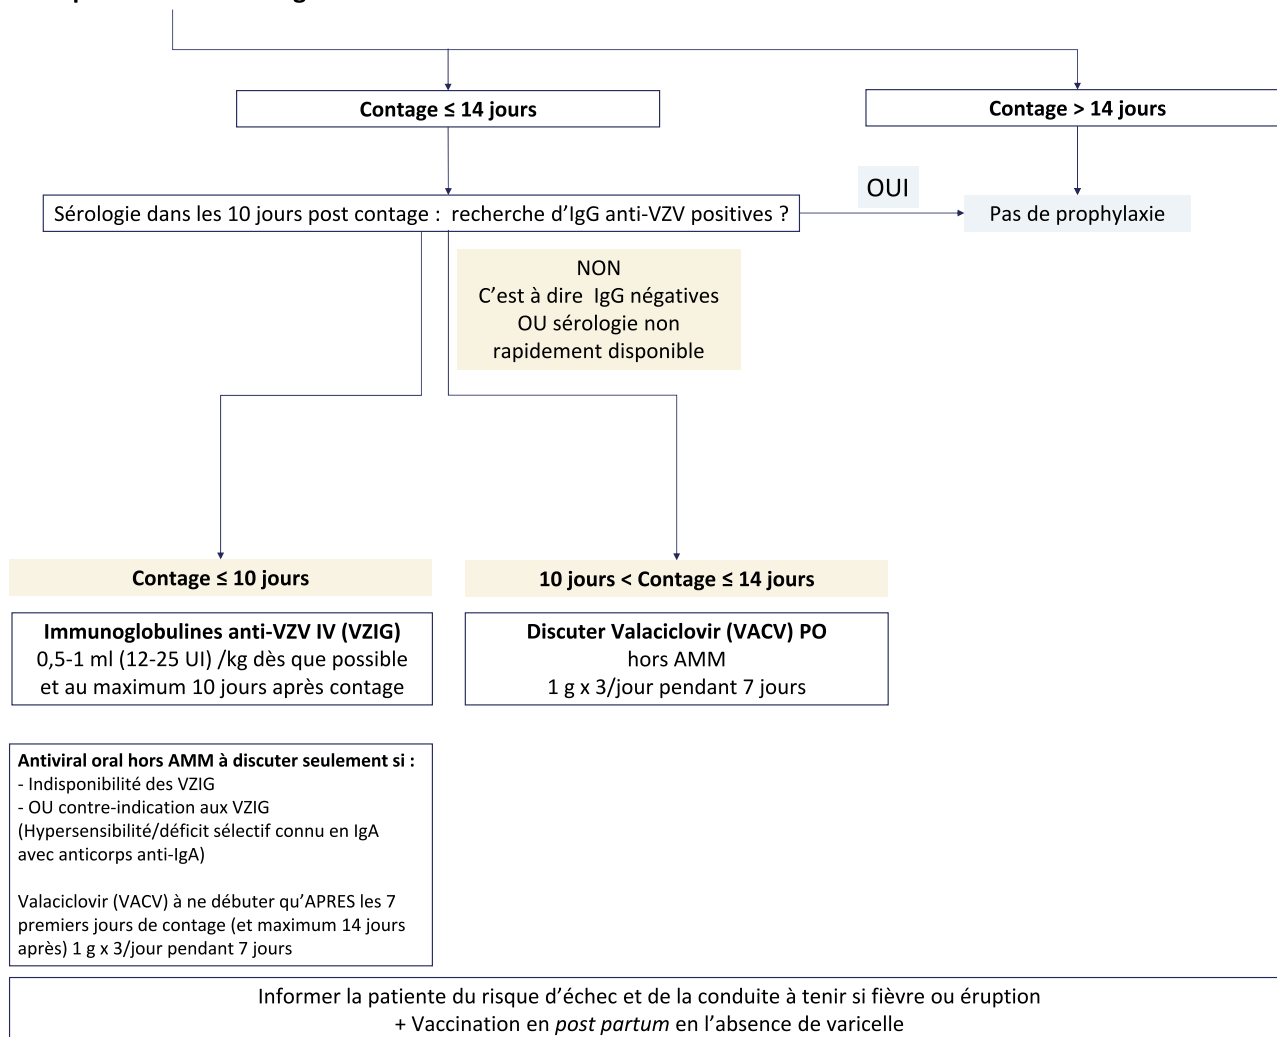 Contage ≤ 14 jours
Contage > 14 jours
OUI
Sérologie dans les 10 jours post contage :  recherche d’IgG anti-VZV positives ?
Pas de prophylaxie
NON
C’est à dire  IgG négatives
OU sérologie non
rapidement disponible
Contage ≤ 10 jours
10 jours < Contage ≤ 14 jours
Immunoglobulines anti-VZV IV (VZIG)
0,5-1 ml (12-25 UI) /kg dès que possible
et au maximum 10 jours après contage
Discuter Valaciclovir (VACV) PO
hors AMM
1 g x 3/jour pendant 7 jours
Antiviral oral hors AMM à discuter seulement si :
- Indisponibilité des VZIG
- OU contre-indication aux VZIG
(Hypersensibilité/déficit sélectif connu en IgA
avec anticorps anti-IgA)
Valaciclovir (VACV) à ne débuter qu’APRES les 7
premiers jours de contage (et maximum 14 jours
après) 1 g x 3/jour pendant 7 jours
Informer la patiente du risque d’échec et de la conduite à tenir si fièvre ou éruption
+ Vaccination en post partum en l’absence de varicelle